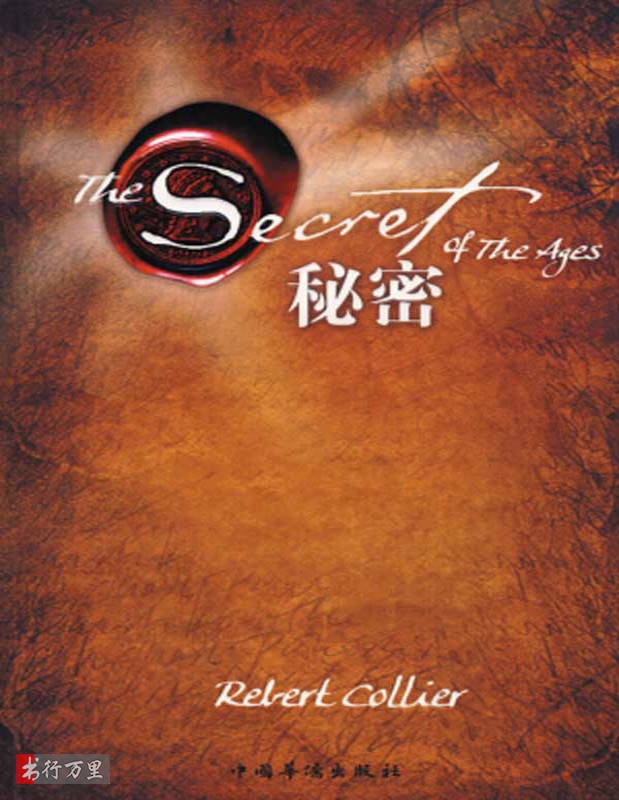 The Secret
of The Ages
秘密
Robert Collier
中国华侨出版社
书行万里